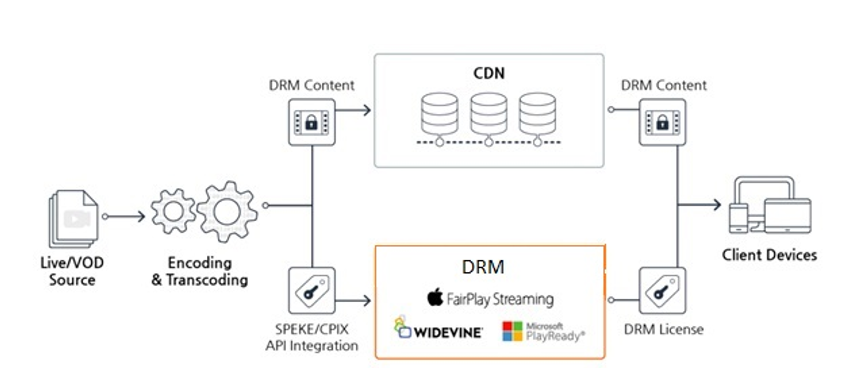 DRM Content
CDN
DRM Content
Live/VOD
Source
Encoding
& Transcoding
Client Devices
DRM
FairPlay Streaming
WIDEVINE
Microsoft
PlayReady®
SPEKE/CPIX
API Integration
DRM License